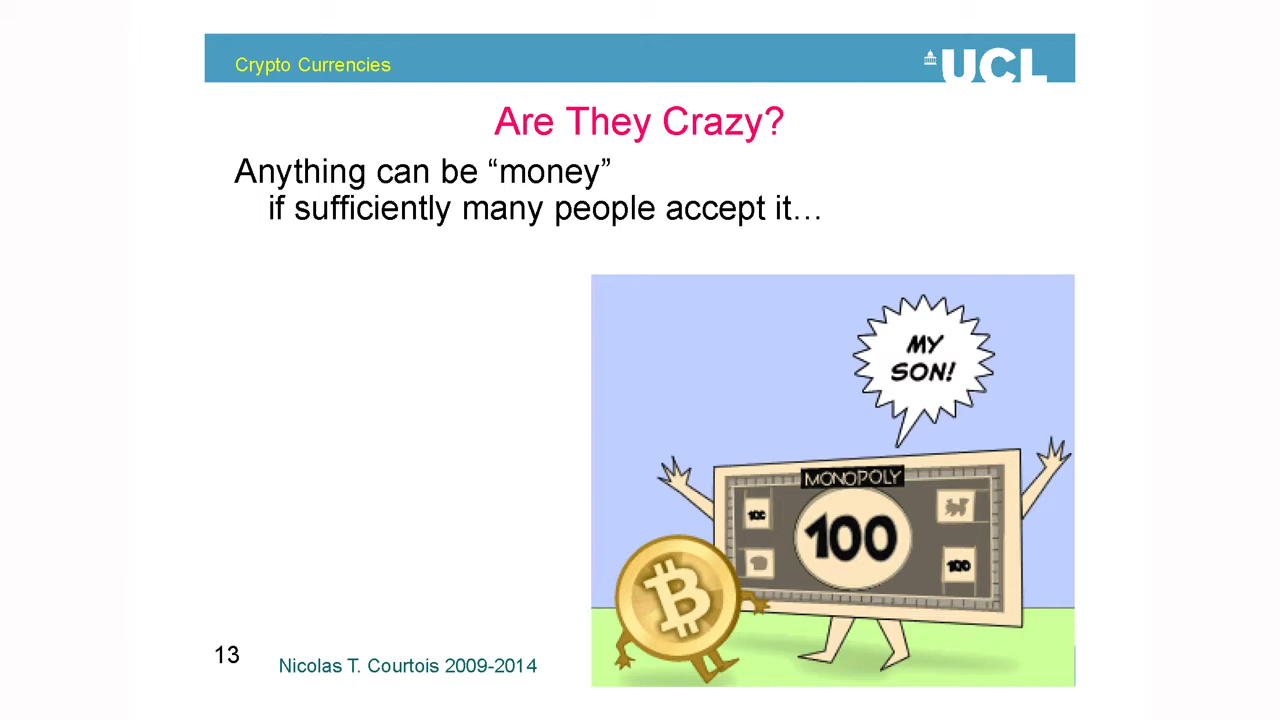 Crypto Currencies
UCL
Are They Crazy?
Anything can be “money”
if sufficiently many people accept it…
MY
SON!
MONOPOLY
100
100
100
₿
13
Nicolas T. Courtois 2009-2014